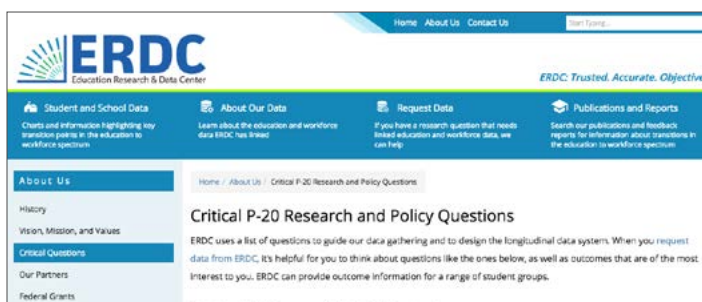 Home About Us Contact Us
Start Typing...
ERDC
Education Research & Data Center
ERDC: Trusted. Accurate. Objective
Student and School Data
Charts and information highlighting key
transition points in the education to
workforce spectrum
About Our Data
Learn about the education and workforce
data ERDC has linked
Request Data
If you have a research question that needs
linked education and workforce data, we
can help
Publications and Reports
Search our publications and feedback
reports for information about transitions in
the education to workforce spectrum
About Us
History
Vision, Mission, and Values
Critical Questions
Our Partners
Federal Grants
Home / About Us / Critical P-20 Research and Policy Questions
Critical P-20 Research and Policy Questions
ERDC uses a list of questions to guide our data gathering and to design the longitudinal data system. When you request
data from ERDC, it's helpful for you to think about questions like the ones below, as well as outcomes that are of the most
interest to you. ERDC can provide outcome information for a range of student groups.